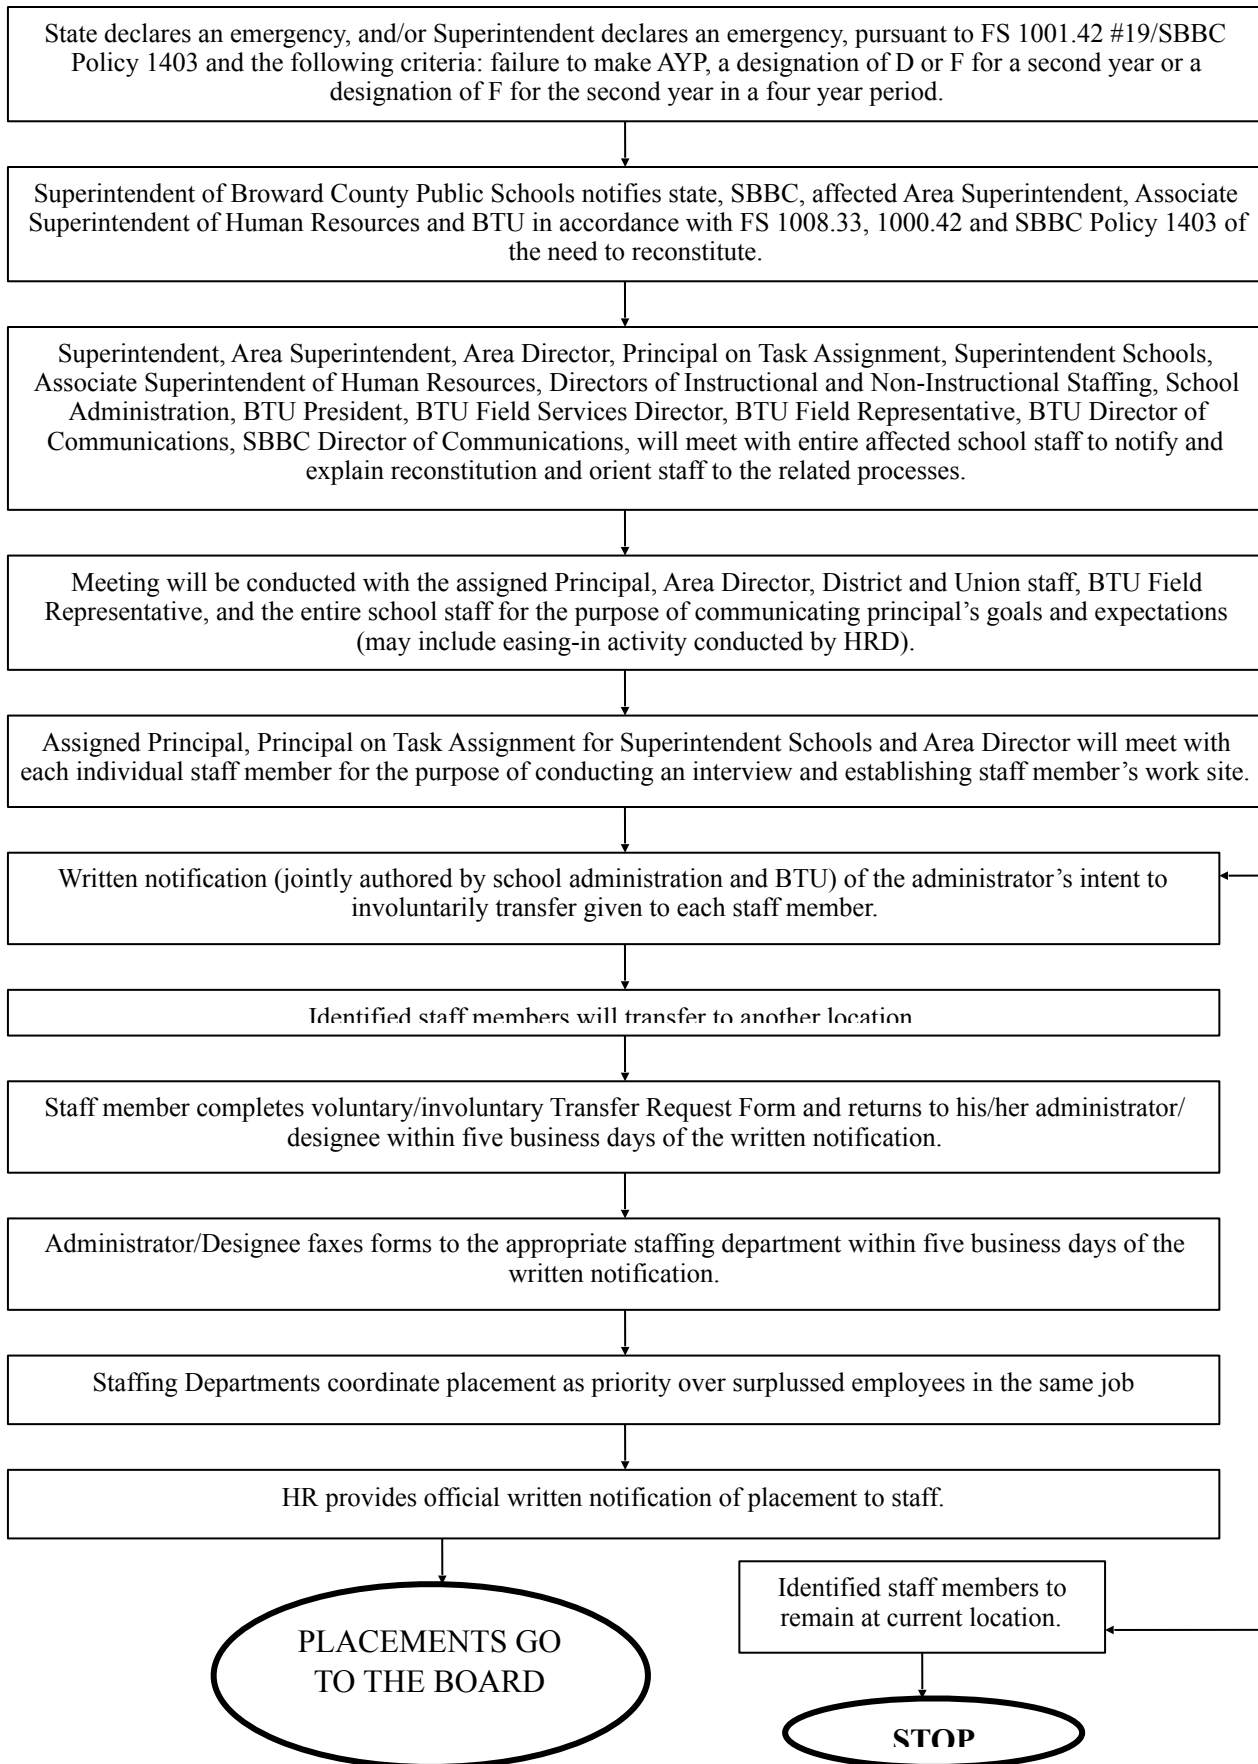 State declares an emergency, and/or Superintendent declares an emergency, pursuant to FS 1001.42 #19/SBBC
Policy 1403 and the following criteria: failure to make AYP, a designation of D or F for a second year or a
designation of F for the second year in a four year period.
Superintendent of Broward County Public Schools notifies state, SBBC, affected Area Superintendent, Associate
Superintendent of Human Resources and BTU in accordance with FS 1008.33, 1000.42 and SBBC Policy 1403 of
the need to reconstitute.
Superintendent, Area Superintendent, Area Director, Principal on Task Assignment, Superintendent Schools,
Associate Superintendent of Human Resources, Directors of Instructional and Non-Instructional Staffing, School
Administration, BTU President, BTU Field Services Director, BTU Field Representative, BTU Director of
Communications, SBBC Director of Communications, will meet with entire affected school staff to notify and
explain reconstitution and orient staff to the related processes.
Meeting will be conducted with the assigned Principal, Area Director, District and Union staff, BTU Field
Representative, and the entire school staff for the purpose of communicating principal’s goals and expectations
(may include easing-in activity conducted by HRD).
Assigned Principal, Principal on Task Assignment for Superintendent Schools and Area Director will meet with
each individual staff member for the purpose of conducting an interview and establishing staff member’s work site.
Written notification (jointly authored by school administration and BTU) of the administrator’s intent to
involuntarily transfer given to each staff member.
Identified staff members will transfer to another location
Staff member completes voluntary/involuntary Transfer Request Form and returns to his/her administrator/
designee within five business days of the written notification.
Administrator/Designee faxes forms to the appropriate staffing department within five business days of the
written notification.
Staffing Departments coordinate placement as priority over surplussed employees in the same job
HR provides official written notification of placement to staff.
PLACEMENTS GO
TO THE BOARD
Identified staff members to
remain at current location.
STOP